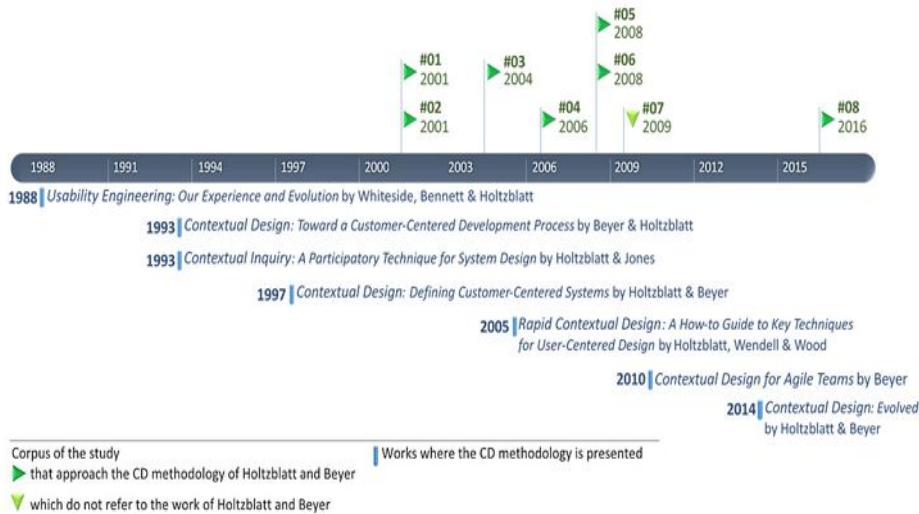 #05
2008
#01
2001
#03
2004
#06
2008
#02
2001
#04
2006
#07
2009
#08
2016
1988 1991 1994 1997 2000 2003 2006 2009 2012 2015
1988 Usability Engineering: Our Experience and Evolution by Whiteside, Bennett & Holtzblatt
1993 Contextual Design: Toward a Customer-Centered Development Process by Beyer & Holtzblatt
1993 Contextual Inquiry: A Participatory Technique for System Design by Holtzblatt & Jones
1997 Contextual Design: Defining Customer-Centered Systems by Holtzblatt & Beyer
2005 Rapid Contextual Design: A How-to Guide to Key Techniques
for User-Centered Design by Holtzblatt, Wendell & Wood
2010 Contextual Design for Agile Teams by Beyer
2014 Contextual Design: Evolved
by Holtzblatt & Beyer
Corpus of the study
that approach the CD methodology of Holtzblatt and Beyer
which do not refer to the work of Holtzblatt and Beyer
Works where the CD methodology is presented